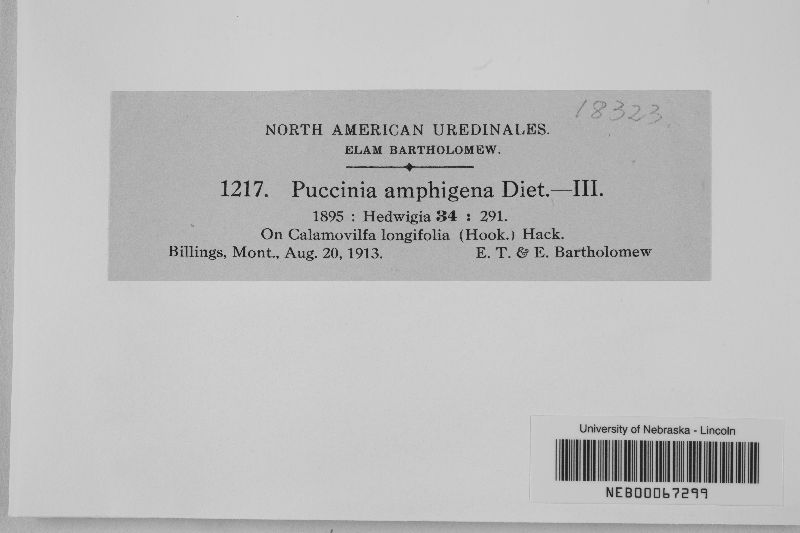 18323.
NORTH AMERICAN UREDINALES.
ELAM BARTHOLOMEW.
1217. Puccinia amphigena Diet.—III.
1895 : Hedwigia 34 : 291.
On Calamovilfa longifolia (Hook.) Hack.
Billings, Mont., Aug. 20, 1913. E. T. & E. Bartholomew
University of Nebraska - Lincoln
NEB00067299